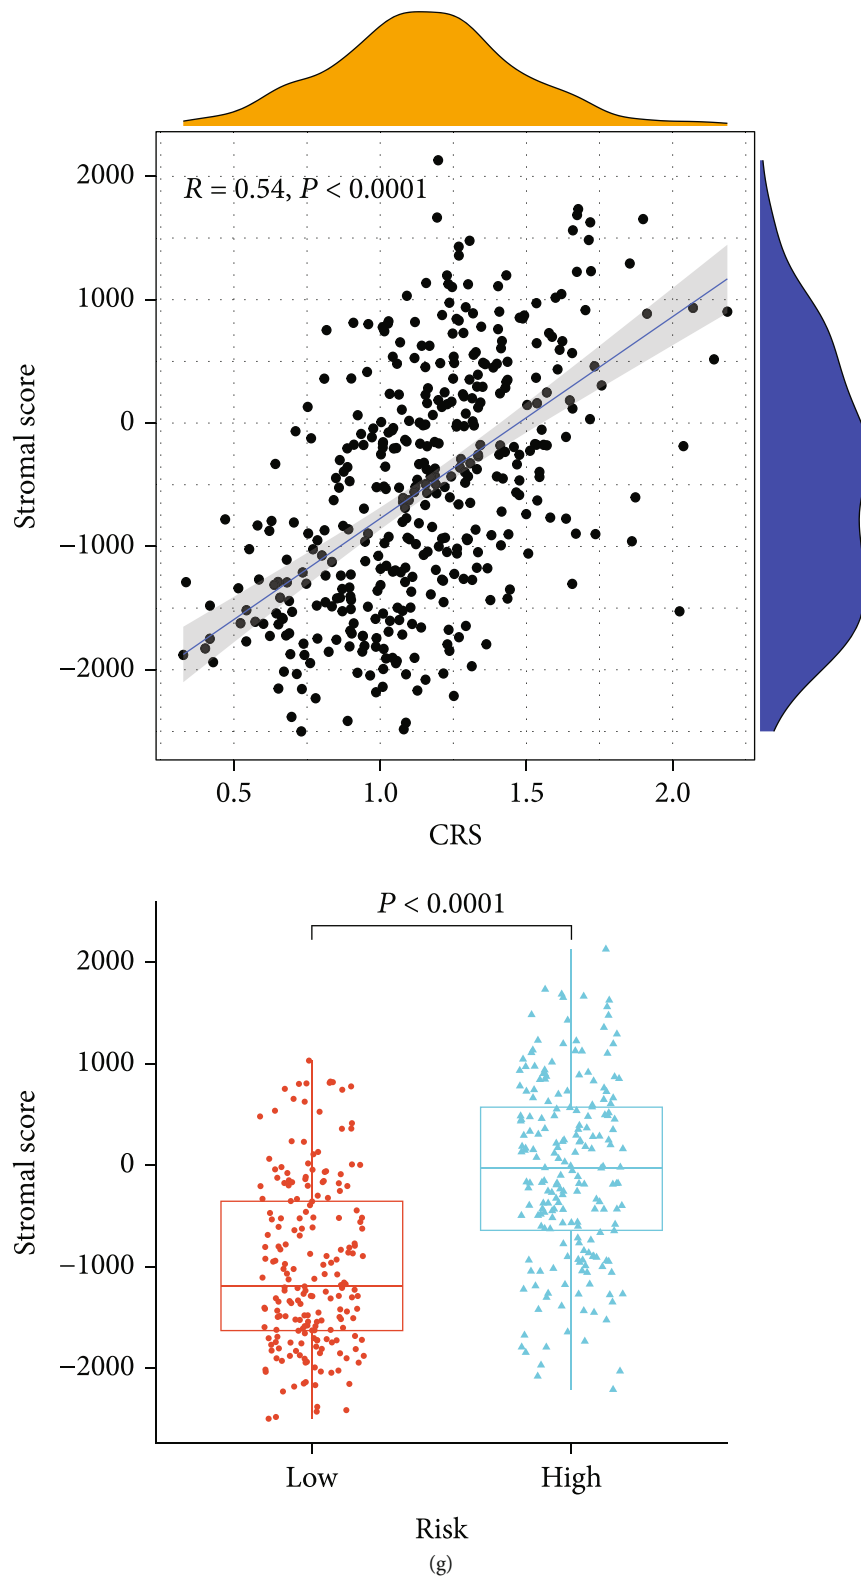 R = 0.54, P < 0.0001
2000
1000
0
−1000
−2000
Stromal score
0.5 1.0 1.5 2.0
CRS
P < 0.0001
2000
1000
0
−1000
−2000
Stromal score
Low High
Risk
(g)